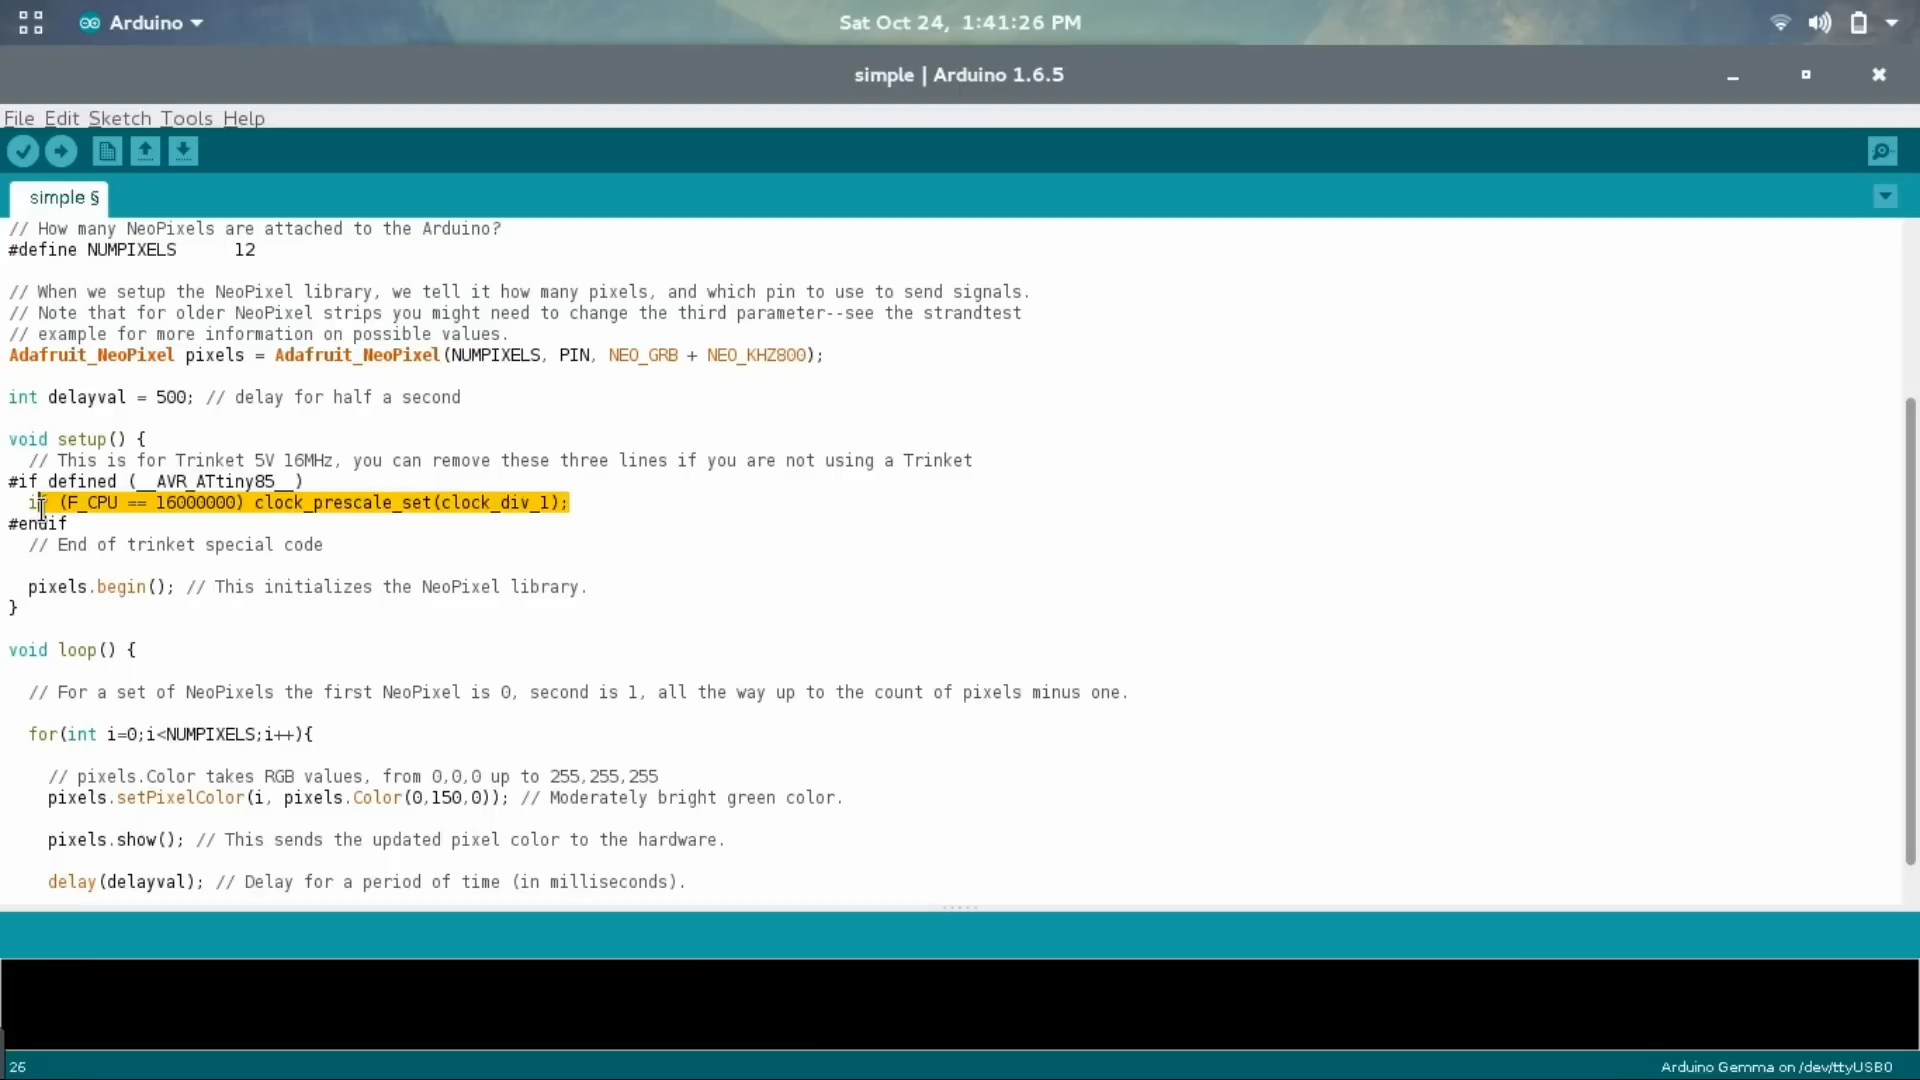 Arduino
Sat Oct 24, 1:41:26 PM
simple | Arduino 1.6.5
File Edit Sketch Tools Help
simple §
// How many NeoPixels are attached to the Arduino?
#define NUMPIXELS      12
// When we setup the NeoPixel library, we tell it how many pixels, and which pin to use to send signals.
// Note that for older NeoPixel strips you might need to change the third parameter--see the strandtest
// example for more information on possible values.
Adafruit_NeoPixel pixels = Adafruit_NeoPixel(NUMPIXELS, PIN, NEO_GRB + NEO_KHZ800);
int delayval = 500; // delay for half a second
void setup() {
  // This is for Trinket 5V 16MHz, you can remove these three lines if you are not using a Trinket
#if defined (__AVR_ATtiny85__)
  if (F_CPU == 16000000) clock_prescale_set(clock_div_1);
#endif
  // End of trinket special code
  pixels.begin(); // This initializes the NeoPixel library.
}
void loop() {
  // For a set of NeoPixels the first NeoPixel is 0, second is 1, all the way up to the count of pixels minus one.
  for(int i=0;i<NUMPIXELS;i++){
    // pixels.Color takes RGB values, from 0,0,0 up to 255,255,255
    pixels.setPixelColor(i, pixels.Color(0,150,0)); // Moderately bright green color.
    pixels.show(); // This sends the updated pixel color to the hardware.
    delay(delayval); // Delay for a period of time (in milliseconds).
26
Arduino Gemma on /dev/ttyUSB0